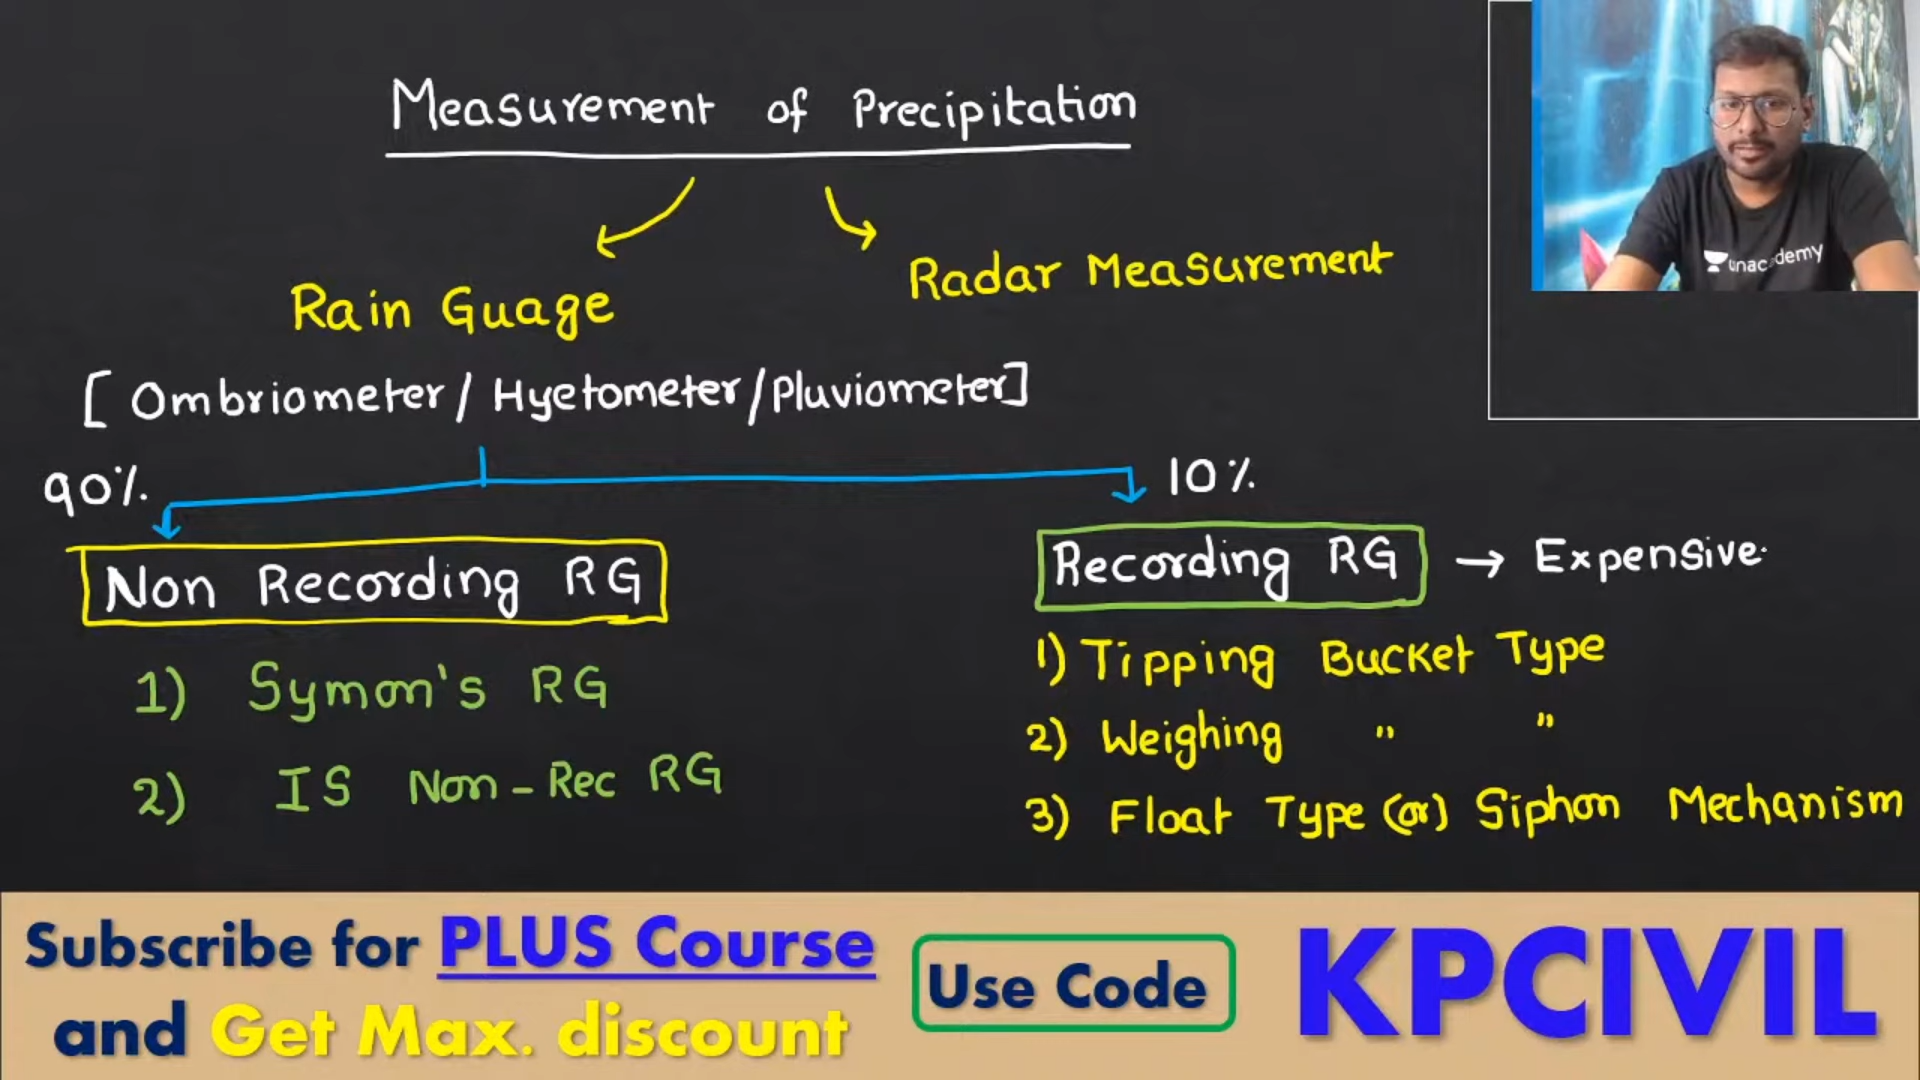 Measurement of Precipitation
Rain Guage
Radar Measurement
[ Ombriometer / Hyetometer / Pluviometer ]
90%.
10%.
Non Recording RG
Recording RG → Expensive.
1) Symon's RG
2) IS Non-Rec RG
1) Tipping Bucket Type
2) Weighing " "
3) Float Type (or) Siphon Mechanism
unacademy
Subscribe for PLUS Course
and Get Max. discount
Use Code
KPCIVIL